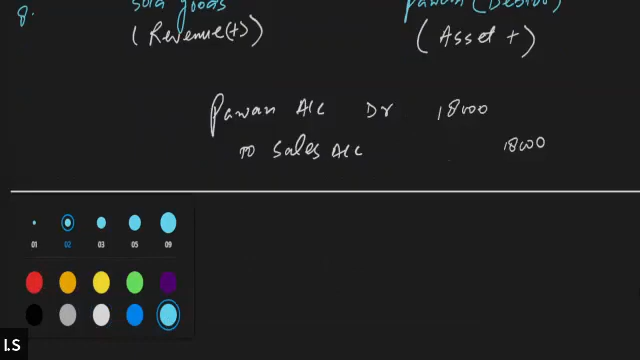 8. Sold goods Pawan (Debtor)
(Revenue(+)) (Asset +)
Pawan A/c Dr 18000
To Sales A/c 18000
01 02 03 05 09
I.S